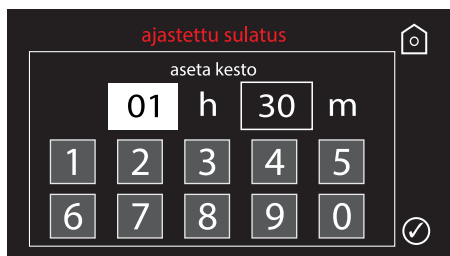 ajastettu sulatus
aseta kesto
01 h 30 m
1 2 3 4 5
6 7 8 9 0